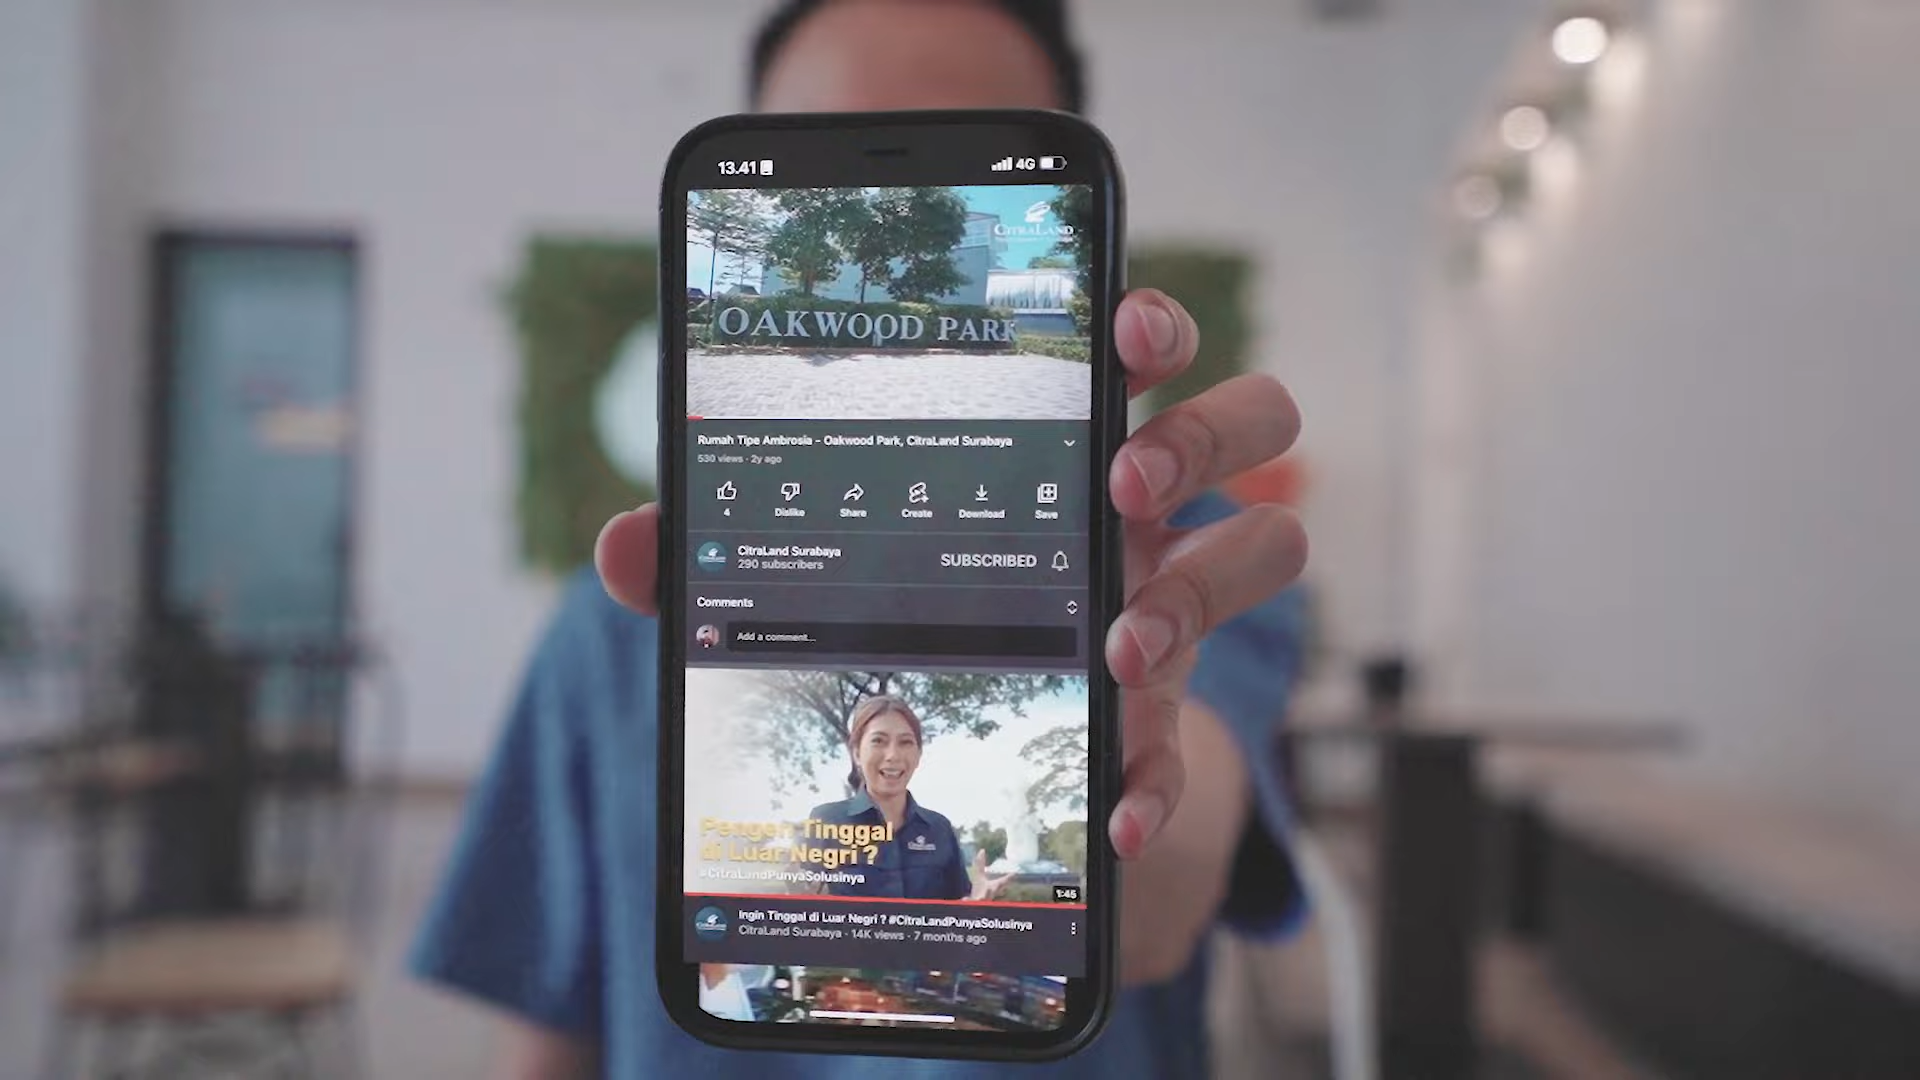 13.41
4G
CITRALAND
OAKWOOD PARK
Rumah Tipe Ambrosia - Oakwood Park, CitraLand Surabaya
530 views · 2y ago
4 Dislike Share Create Download Save
CitraLand Surabaya
290 subscribers
SUBSCRIBED
Comments
Add a comment...
Pengen Tinggal
di Luar Negri ?
#CitraLandPunyaSolusinya
1:45
Ingin Tinggal di Luar Negri ? #CitraLandPunyaSolusinya
CitraLand Surabaya · 14K views · 7 months ago